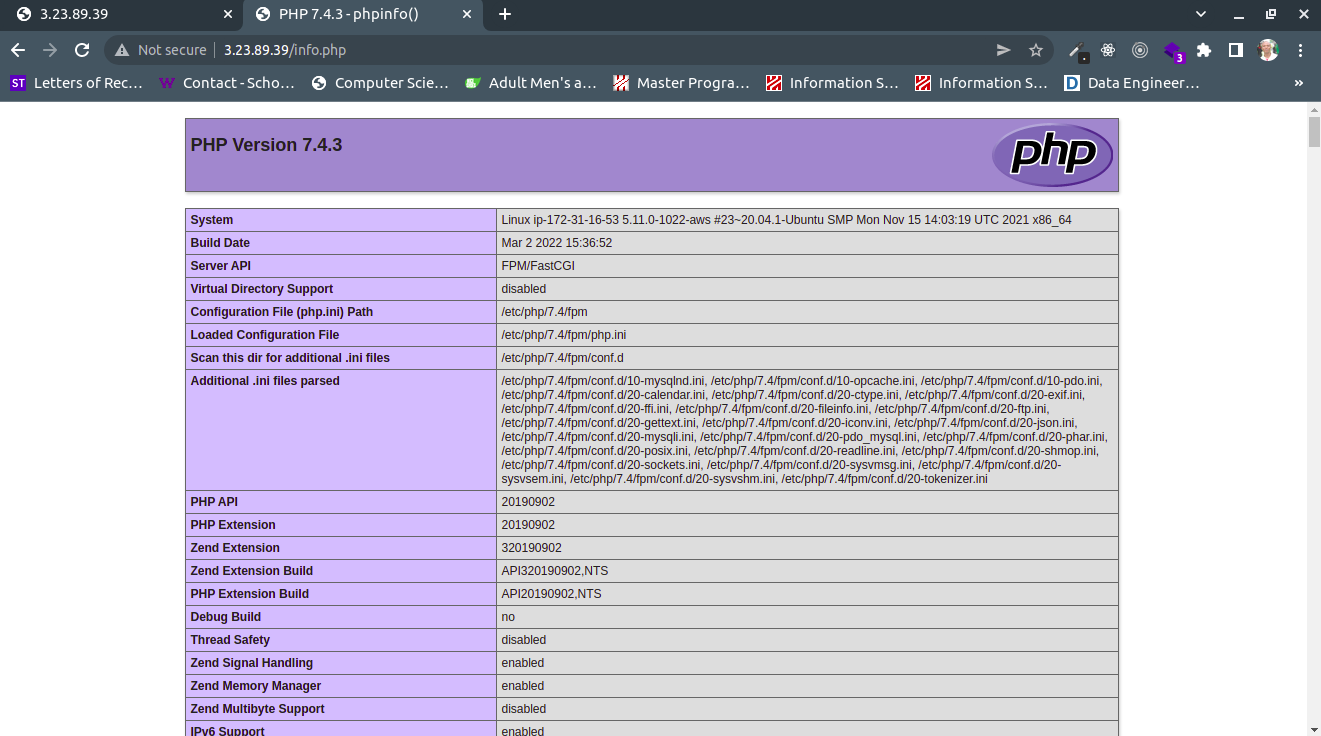 3.23.89.39
PHP 7.4.3 - phpinfo()
Not secure
3.23.89.39/info.php
3
ST Letters of Rec…
W Contact - Scho…
Computer Scie…
Adult Men's a…
Master Progra…
Information S…
Information S…
D Data Engineer…
»
PHP Version 7.4.3
php
System Linux ip-172-31-16-53 5.11.0-1022-aws #23~20.04.1-Ubuntu SMP Mon Nov 15 14:03:19 UTC 2021 x86_64
Build Date Mar 2 2022 15:36:52
Server API FPM/FastCGI
Virtual Directory Support disabled
Configuration File (php.ini) Path /etc/php/7.4/fpm
Loaded Configuration File /etc/php/7.4/fpm/php.ini
Scan this dir for additional .ini files /etc/php/7.4/fpm/conf.d
Additional .ini files parsed /etc/php/7.4/fpm/conf.d/10-mysqlnd.ini, /etc/php/7.4/fpm/conf.d/10-opcache.ini, /etc/php/7.4/fpm/conf.d/10-pdo.ini,
/etc/php/7.4/fpm/conf.d/20-calendar.ini, /etc/php/7.4/fpm/conf.d/20-ctype.ini, /etc/php/7.4/fpm/conf.d/20-exif.ini,
/etc/php/7.4/fpm/conf.d/20-ffi.ini, /etc/php/7.4/fpm/conf.d/20-fileinfo.ini, /etc/php/7.4/fpm/conf.d/20-ftp.ini,
/etc/php/7.4/fpm/conf.d/20-gettext.ini, /etc/php/7.4/fpm/conf.d/20-iconv.ini, /etc/php/7.4/fpm/conf.d/20-json.ini,
/etc/php/7.4/fpm/conf.d/20-mysqli.ini, /etc/php/7.4/fpm/conf.d/20-pdo_mysql.ini, /etc/php/7.4/fpm/conf.d/20-phar.ini,
/etc/php/7.4/fpm/conf.d/20-posix.ini, /etc/php/7.4/fpm/conf.d/20-readline.ini, /etc/php/7.4/fpm/conf.d/20-shmop.ini,
/etc/php/7.4/fpm/conf.d/20-sockets.ini, /etc/php/7.4/fpm/conf.d/20-sysvmsg.ini, /etc/php/7.4/fpm/conf.d/20-
sysvsem.ini, /etc/php/7.4/fpm/conf.d/20-sysvshm.ini, /etc/php/7.4/fpm/conf.d/20-tokenizer.ini
PHP API 20190902
PHP Extension 20190902
Zend Extension 320190902
Zend Extension Build API320190902,NTS
PHP Extension Build API20190902,NTS
Debug Build no
Thread Safety disabled
Zend Signal Handling enabled
Zend Memory Manager enabled
Zend Multibyte Support disabled
IPv6 Support enabled